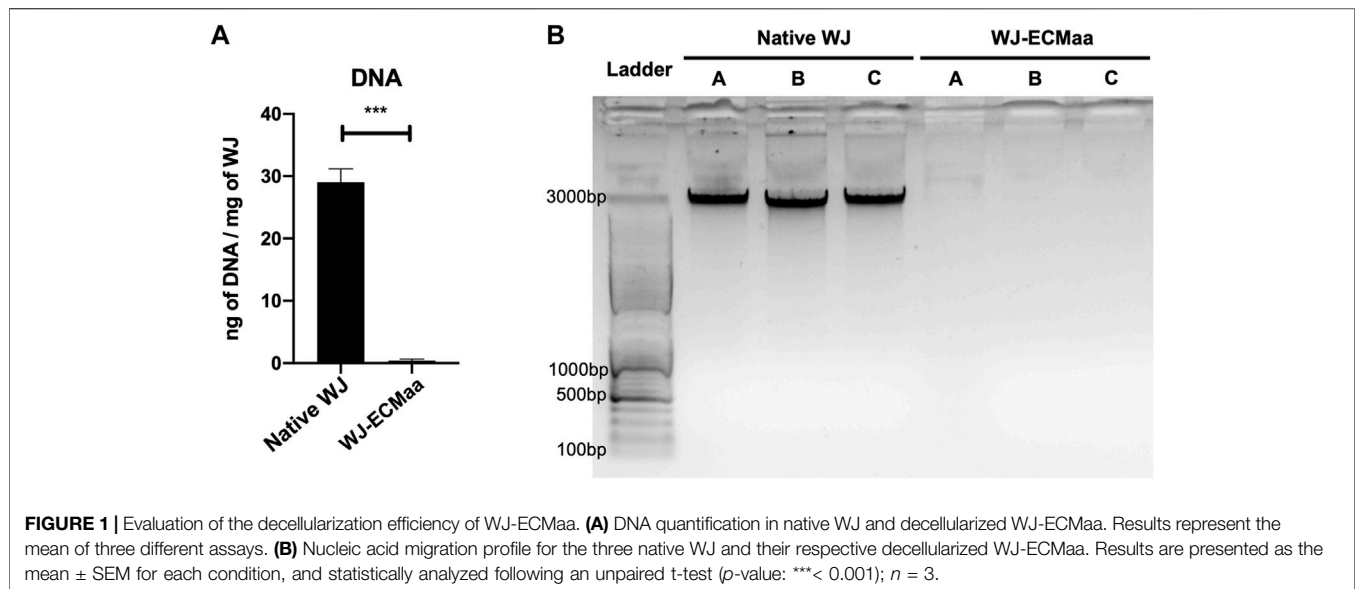 A
DNA
***
ng of DNA / mg of WJ
40
30
20
10
0
Native WJ
WJ-ECMaa
B
Native WJ
WJ-ECMaa
Ladder
A
B
C
A
B
C
3000bp
1000bp
500bp
100bp
FIGURE 1 | Evaluation of the decellularization efficiency of WJ-ECMaa. (A) DNA quantification in native WJ and decellularized WJ-ECMaa. Results represent the
mean of three different assays. (B) Nucleic acid migration profile for the three native WJ and their respective decellularized WJ-ECMaa. Results are presented as the
mean ± SEM for each condition, and statistically analyzed following an unpaired t-test (p-value: ***< 0.001); n = 3.